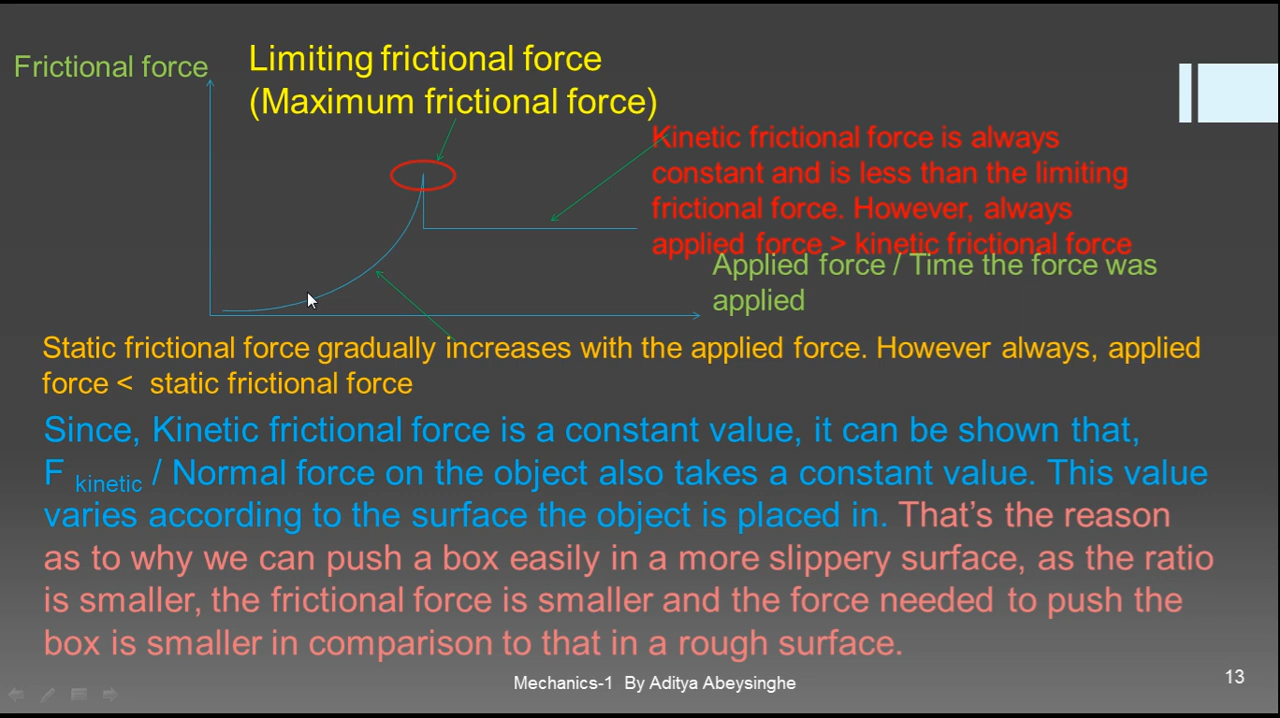 Frictional force
Limiting frictional force
(Maximum frictional force)
Kinetic frictional force is always
constant and is less than the limiting
frictional force. However, always
applied force > kinetic frictional force
Applied force / Time the force was
applied
Static frictional force gradually increases with the applied force. However always, applied
force < static frictional force
Since, Kinetic frictional force is a constant value, it can be shown that,
F kinetic / Normal force on the object also takes a constant value. This value
varies according to the surface the object is placed in. That’s the reason
as to why we can push a box easily in a more slippery surface, as the ratio
is smaller, the frictional force is smaller and the force needed to push the
box is smaller in comparison to that in a rough surface.
Mechanics-1 By Aditya Abeysinghe
13